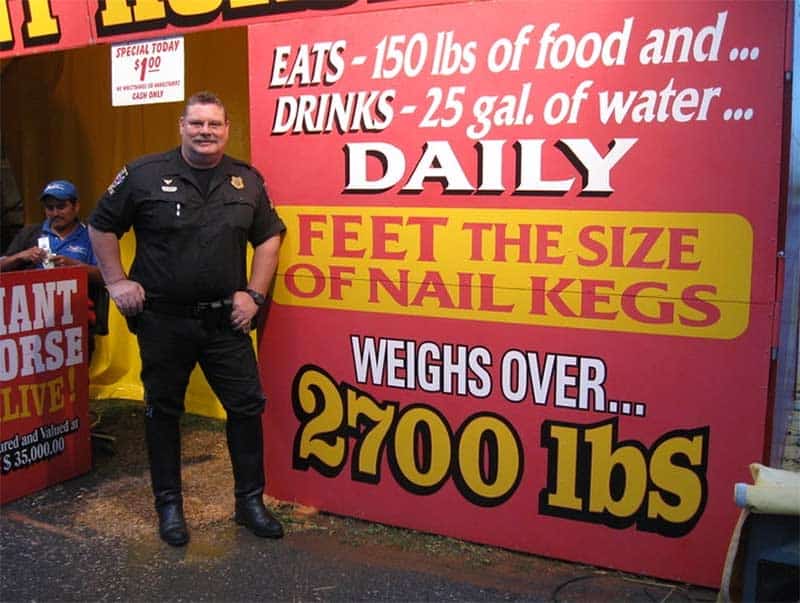 SPECIAL TODAY
$1.00
CASH ONLY
EATS - 150 lbs of food and...
DRINKS - 25 gal. of water...
DAILY
FEET THE SIZE
OF NAIL KEGS
WEIGHS OVER...
2700 lbs
IANT
ORSE
LIVE!
ured and Valued at
$ 35,000.00